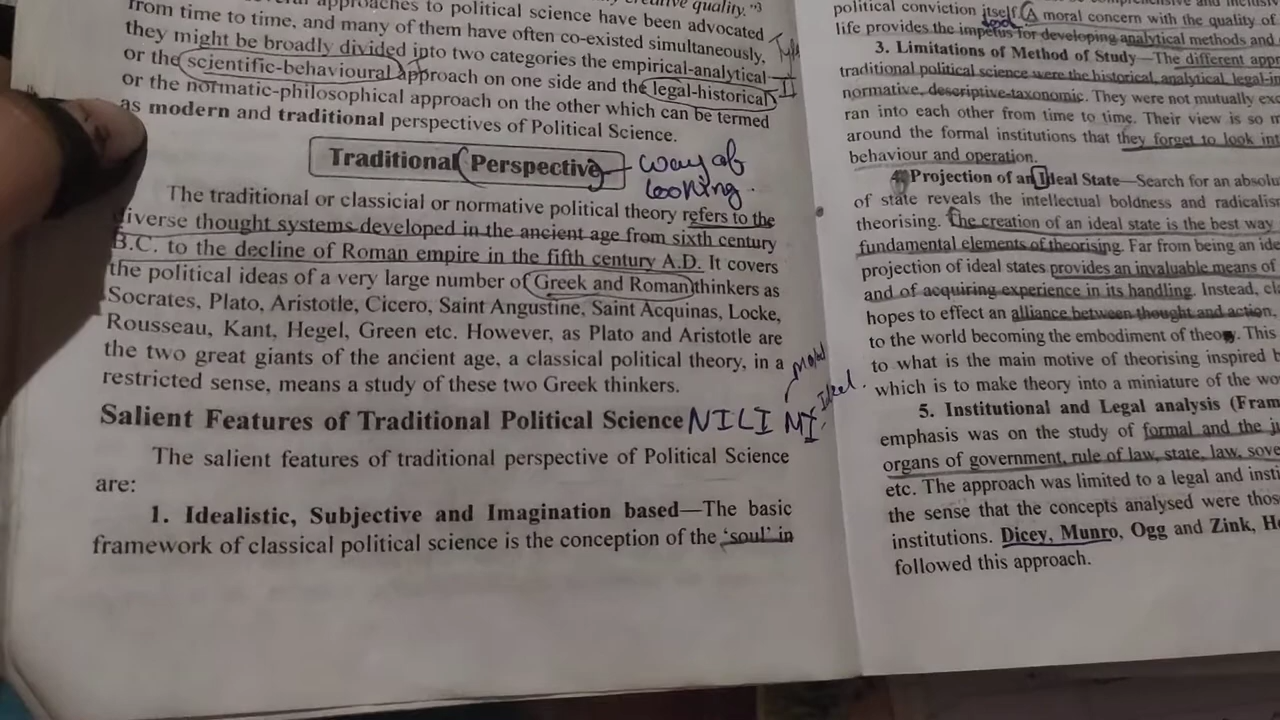 approaches to political science have been advocated
from time to time, and many of them have often co-existed simultaneously,
they might be broadly divided into two categories the empirical-analytical
or the scientific-behavioural approach on one side and the legal-historical
or the normatic-philosophical approach on the other which can be termed
as modern and traditional perspectives of Political Science.
II
Traditional Perspective
way of
looking.
The traditional or classicial or normative political theory refers to the
diverse thought systems developed in the ancient age from sixth century
B.C. to the decline of Roman empire in the fifth century A.D. It covers
the political ideas of a very large number of Greek and Roman thinkers as
Socrates, Plato, Aristotle, Cicero, Saint Angustine, Saint Acquinas, Locke,
Rousseau, Kant, Hegel, Green etc. However, as Plato and Aristotle are
the two great giants of the ancient age, a classical political theory, in a
restricted sense, means a study of these two Greek thinkers.
Salient Features of Traditional Political Science NILI MI
Ideal.
The salient features of traditional perspective of Political Science
are:
1. Idealistic, Subjective and Imagination based—The basic
framework of classical political science is the conception of the 'soul' in
political conviction itself. A moral concern with the quality of
life provides the impetus for developing analytical methods and
3. Limitations of Method of Study—The different
traditional political science were the historical, analytical,
normative, descriptive-taxonomic. They were not mutually
ran into each other from time to time. Their view is so
around the formal institutions that they forget to look
behaviour and operation.
4. Projection of an Ideal State—Search for an
of state reveals the intellectual boldness and
theorising. The creation of an ideal state is the best way
fundamental elements of theorising. Far from being an
projection of ideal states provides an invaluable means of
and of acquiring experience in its handling. Instead,
hopes to effect an alliance between thought and action.
to the world becoming the embodiment of theory. This
to what is the main motive of theorising inspired
which is to make theory into a miniature of the
5. Institutional and Legal analysis
emphasis was on the study of formal and the
organs of government, rule of law, state, law,
etc. The approach was limited to a legal and
the sense that the concepts analysed were
institutions. Dicey, Munro, Ogg and Zink,
followed this approach.